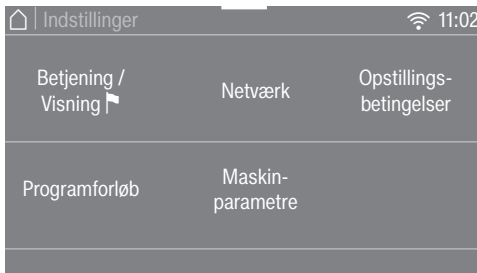 Indstillinger
11:02
Betjening /
Visning
Netværk
Opstillings-
betingelser
Programforløb
Maskin-
parametre